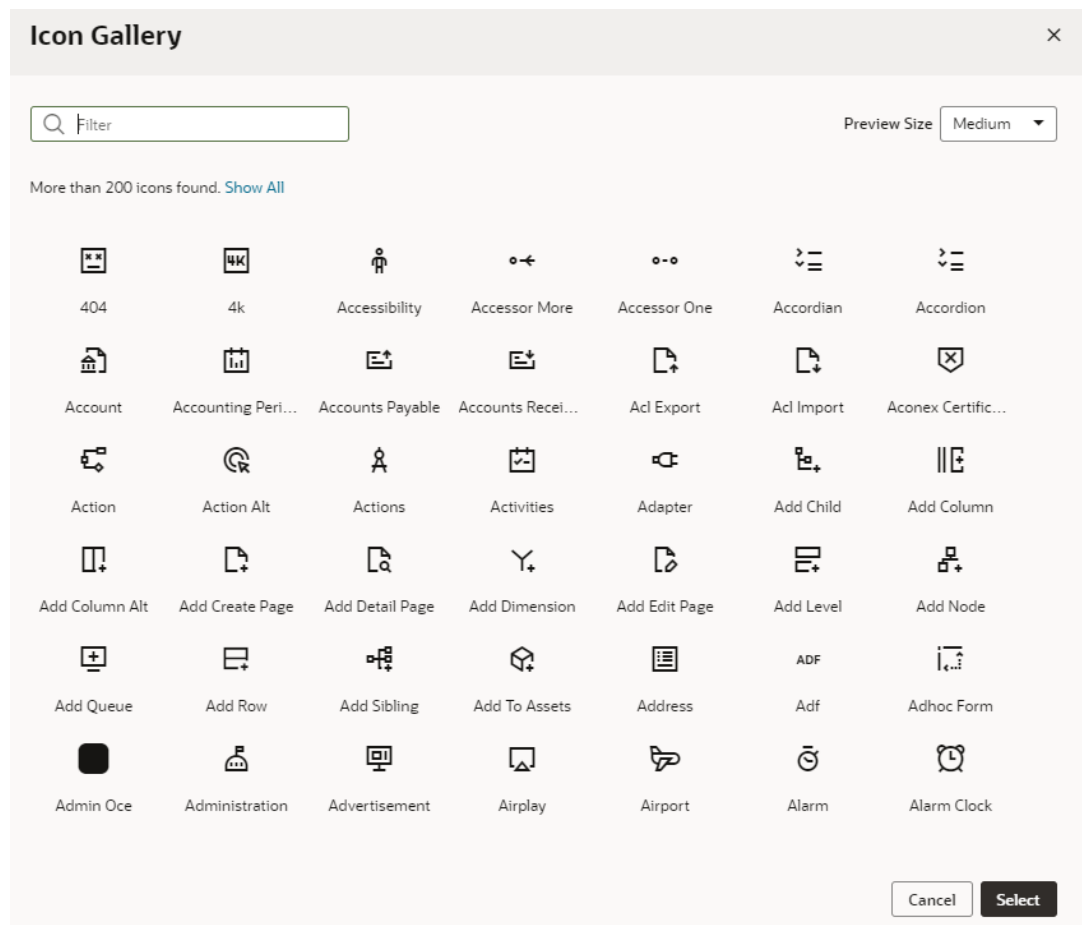 Icon Gallery
Filter
Preview Size Medium
More than 200 icons found. Show All
4K
404 4k Accessibility Accessor More Accessor One Accordian Accordion
Account Accounting Peri... Accounts Payable Accounts Recei... Acl Export Acl Import Aconex Certific...
Action Action Alt Actions Activities Adapter Add Child Add Column
Add Column Alt Add Create Page Add Detail Page Add Dimension Add Edit Page Add Level Add Node
ADF
Add Queue Add Row Add Sibling Add To Assets Address Adf Adhoc Form
Admin Oce Administration Advertisement Airplay Airport Alarm Alarm Clock
Cancel Select